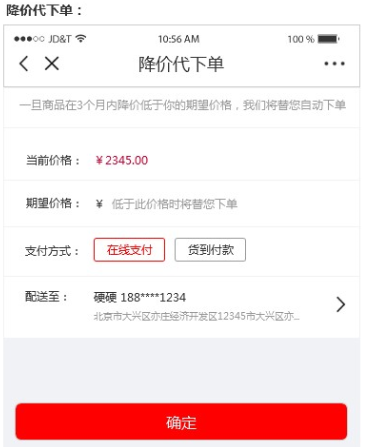 降价代下单：
JD&T 10:56 AM 100 %
降价代下单
一旦商品在3个月内降价低于你的期望价格，我们将替您自动下单
当前价格： ¥2345.00
期望价格： ¥ 低于此价格时将替您下单
支付方式： 在线支付 货到付款
配送至： 硬硬 188****1234
北京市大兴区亦庄经济开发区12345市大兴区亦...
确定